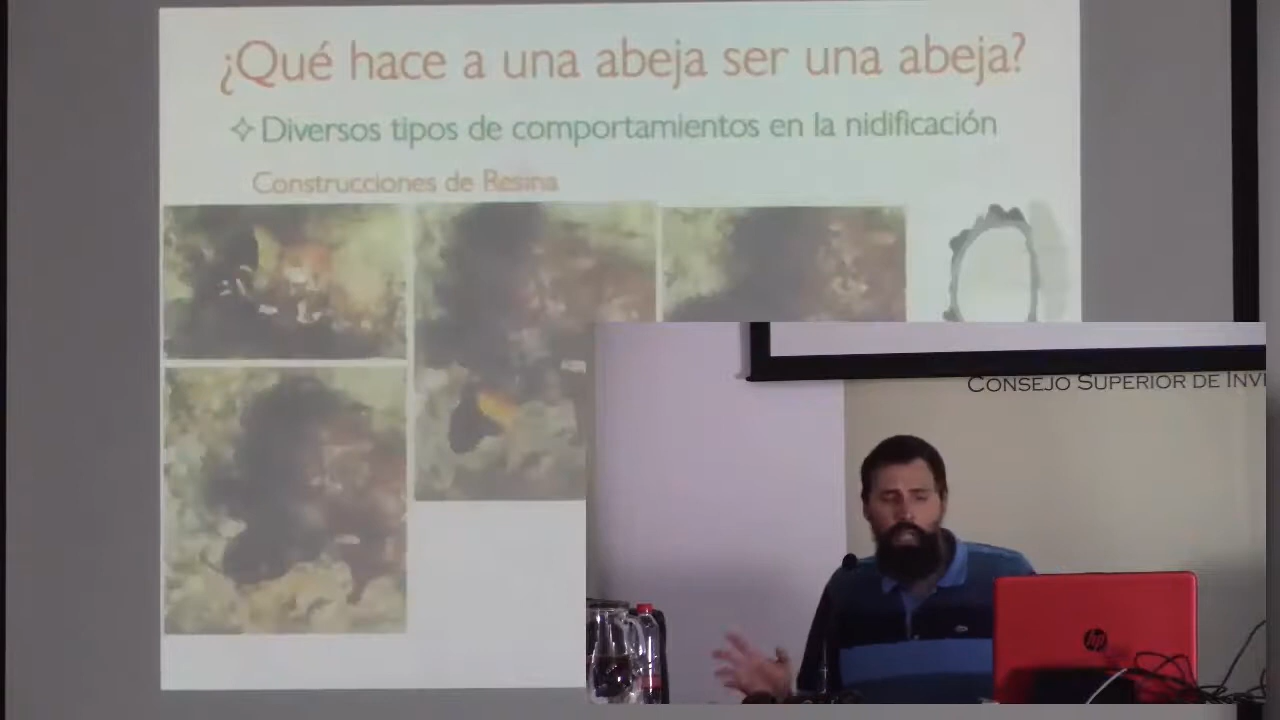 ¿Qué hace a una abeja ser una abeja?
✧ Diversos tipos de comportamientos en la nidificación
Construcciones de Resina
CONSEJO SUPERIOR DE INV
hp